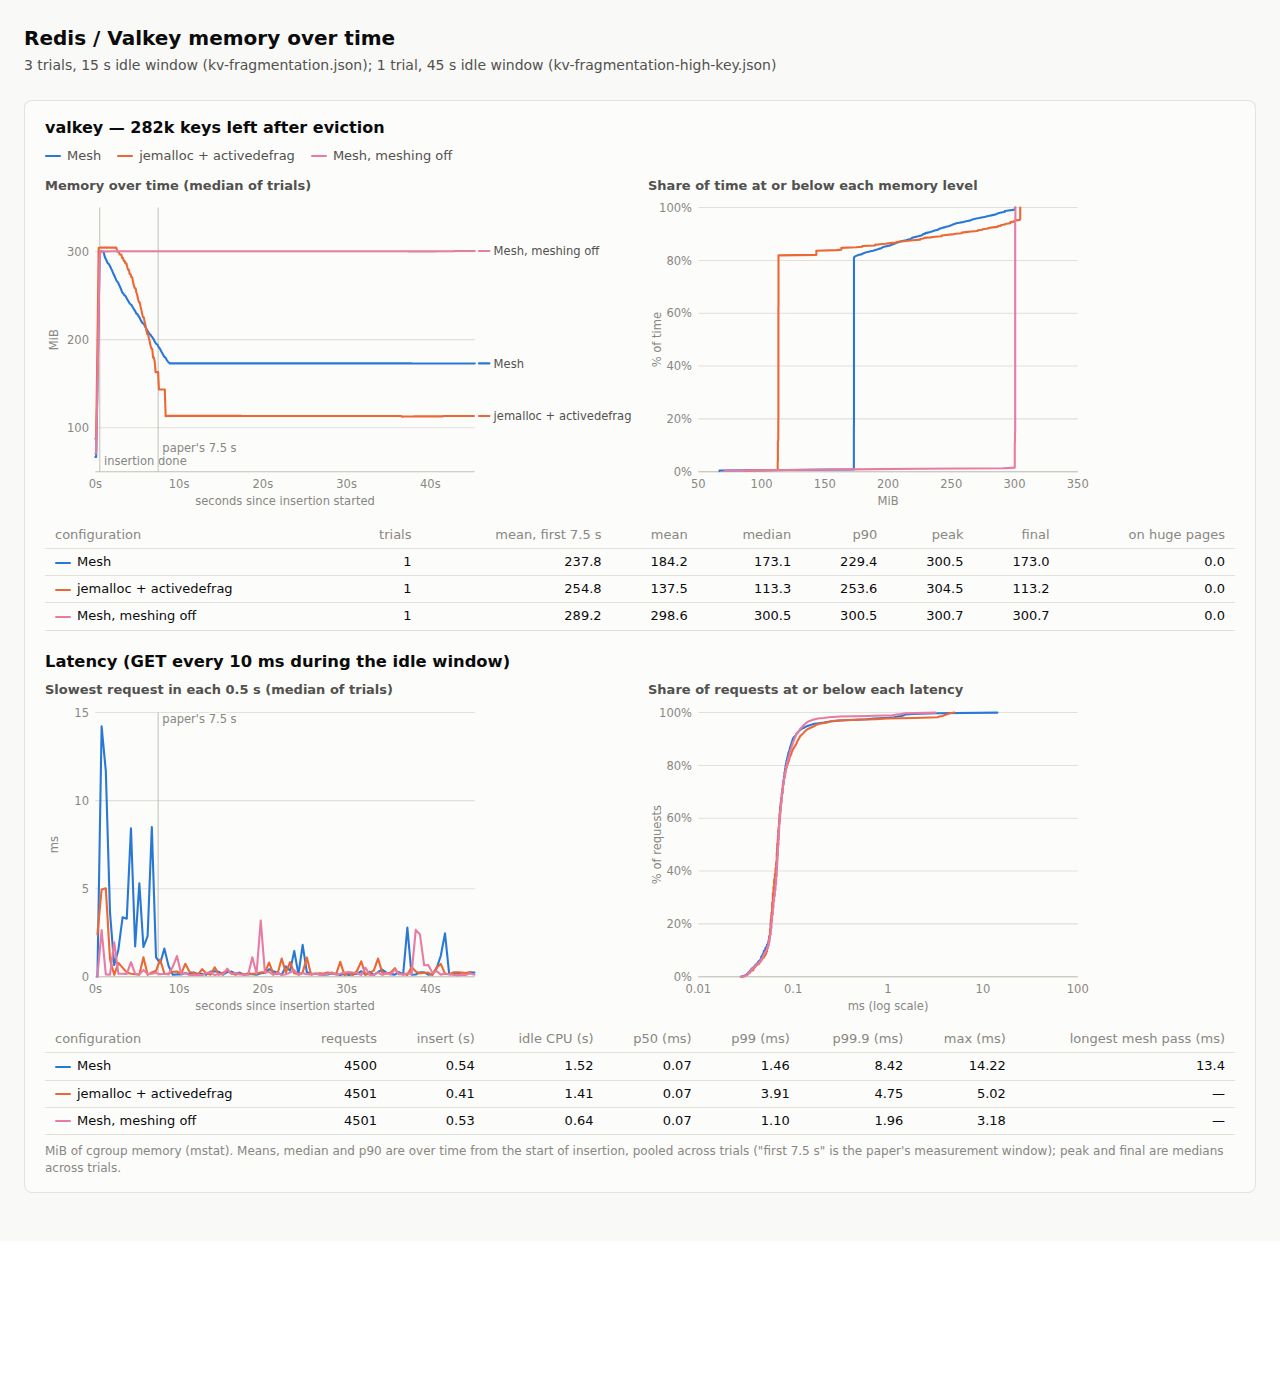 Redis / Valkey memory over time
3 trials, 15 s idle window (kv-fragmentation.json); 1 trial, 45 s idle window (kv-fragmentation-high-key.json)
valkey — 282k keys left after eviction
Mesh jemalloc + activedefrag Mesh, meshing off
Memory over time (median of trials)
300
200
100
MiB
Mesh, meshing off
Mesh
jemalloc + activedefrag
paper's 7.5 s
insertion done
0s 10s 20s 30s 40s
seconds since insertion started
Share of time at or below each memory level
100%
80%
60%
40%
20%
0%
% of time
50 100 150 200 250 300 350
MiB
configuration trials mean, first 7.5 s mean median p90 peak final on huge pages
Mesh 1 237.8 184.2 173.1 229.4 300.5 173.0 0.0
jemalloc + activedefrag 1 254.8 137.5 113.3 253.6 304.5 113.2 0.0
Mesh, meshing off 1 289.2 298.6 300.5 300.5 300.7 300.7 0.0
Latency (GET every 10 ms during the idle window)
Slowest request in each 0.5 s (median of trials)
15
10
5
0
ms
paper's 7.5 s
0s 10s 20s 30s 40s
seconds since insertion started
Share of requests at or below each latency
100%
80%
60%
40%
20%
0%
% of requests
0.01 0.1 1 10 100
ms (log scale)
configuration requests insert (s) idle CPU (s) p50 (ms) p99 (ms) p99.9 (ms) max (ms) longest mesh pass (ms)
Mesh 4500 0.54 1.52 0.07 1.46 8.42 14.22 13.4
jemalloc + activedefrag 4501 0.41 1.41 0.07 3.91 4.75 5.02 —
Mesh, meshing off 4501 0.53 0.64 0.07 1.10 1.96 3.18 —
MiB of cgroup memory (mstat). Means, median and p90 are over time from the start of insertion, pooled across trials ("first 7.5 s" is the paper's measurement window); peak and final are medians
across trials.